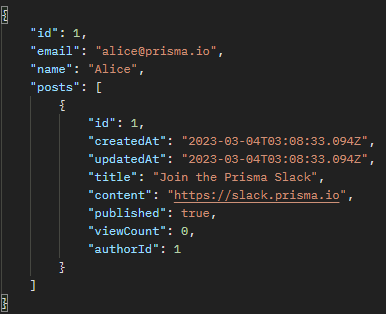 {
    "id": 1,
    "email": "alice@prisma.io",
    "name": "Alice",
    "posts": [
        {
            "id": 1,
            "createdAt": "2023-03-04T03:08:33.094Z",
            "updatedAt": "2023-03-04T03:08:33.094Z",
            "title": "Join the Prisma Slack",
            "content": "https://slack.prisma.io",
            "published": true,
            "viewCount": 0,
            "authorId": 1
        }
    ]
}